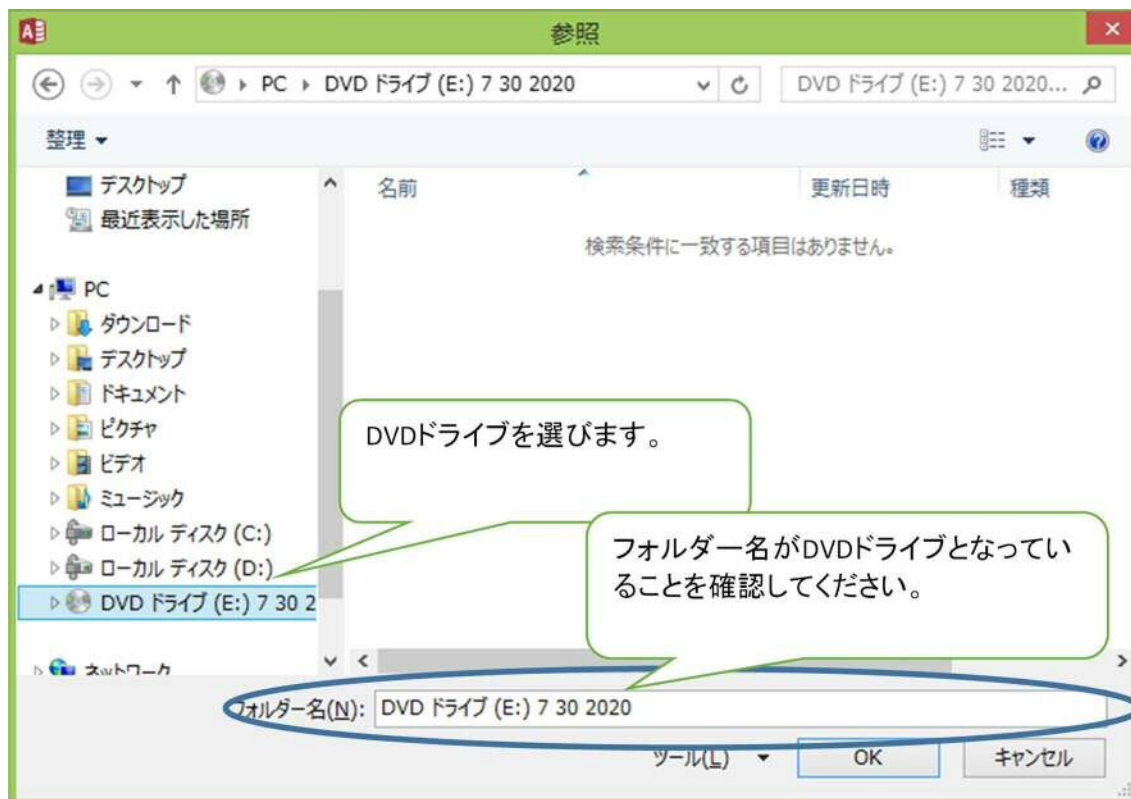 参照
PC ▸ DVD ドライブ (E:) 7 30 2020
DVD ドライブ (E:) 7 30 2020...
整理
デスクトップ
最近表示した場所
名前 更新日時 種類
検索条件に一致する項目はありません。
PC
ダウンロード
デスクトップ
ドキュメント
ピクチャ
ビデオ
ミュージック
ローカル ディスク (C:)
ローカル ディスク (D:)
DVD ドライブ (E:) 7 30 2
ネットワーク
DVDドライブを選びます。
フォルダー名がDVDドライブとなってい
ることを確認してください。
フォルダー名(N): DVD ドライブ (E:) 7 30 2020
ツール(L) OK キャンセル